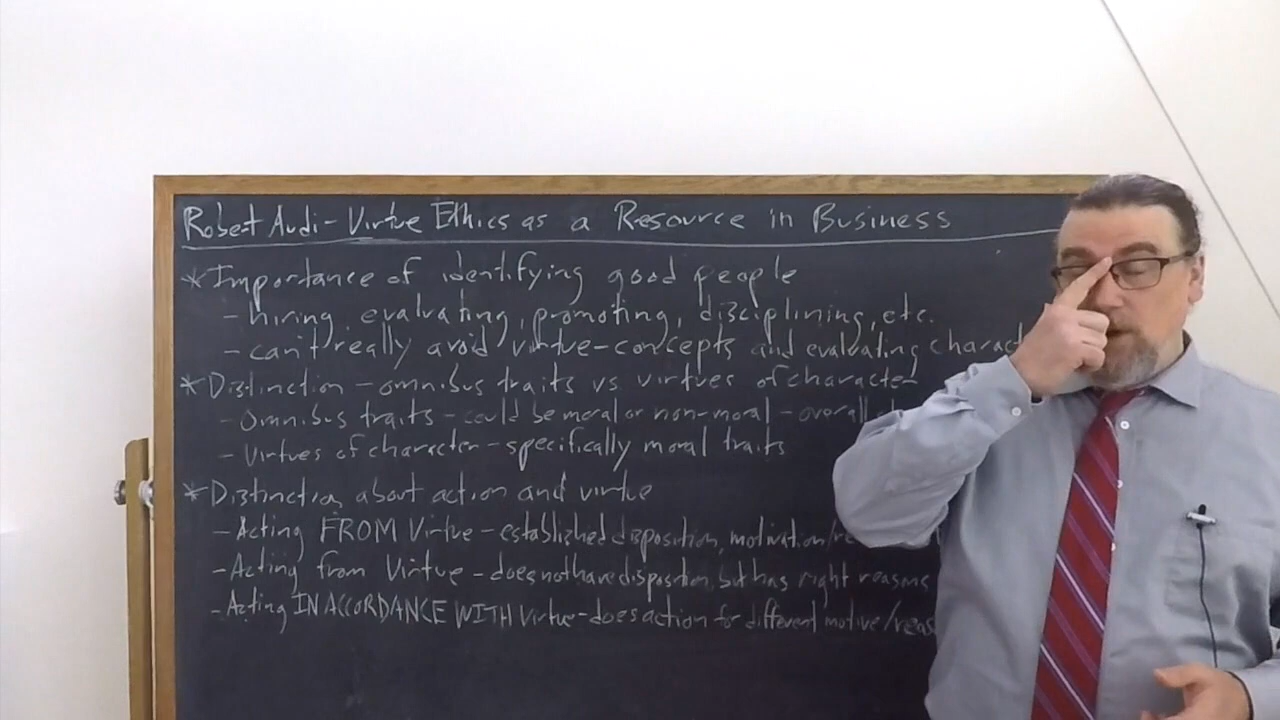 Robert Audi - Virtue Ethics as a Resource in Business
* Importance of identifying good people
- hiring, evaluating, promoting, disciplining, etc.
- can't really avoid virtue-concepts and evaluating
* Distinction - omnibus traits vs virtues of character
- Omnibus traits - could be moral or non-moral - overall
- Virtues of character - specifically moral traits
* Distinction about action and virtue
- Acting FROM Virtue - established disposition, motivation/
- Acting from Virtue - does not have disposition, but has right reasons
- Acting IN ACCORDANCE WITH Virtue - does action for different motive/